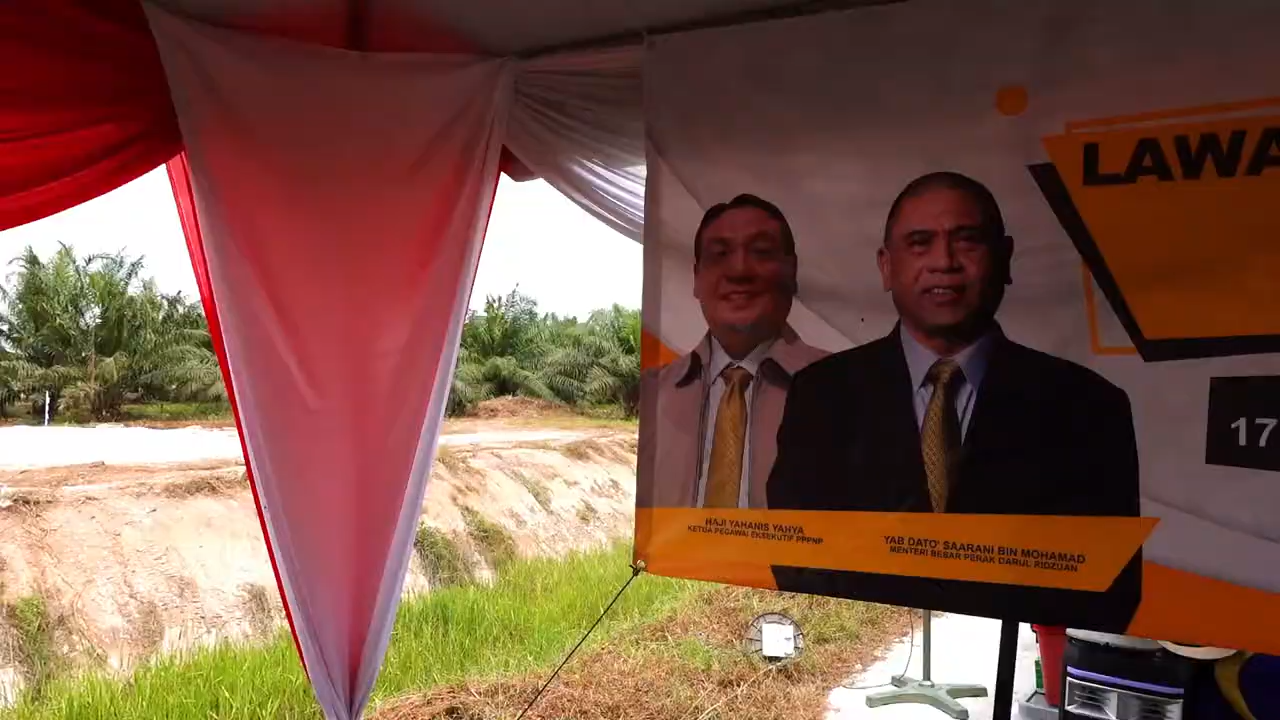 LAWA
17
HAJI YAHANIS YAHYA
KETUA PEGAWAI EKSEKUTIF PPPNP
YAB DATO' SAARANI BIN MOHAMAD
MENTERI BESAR PERAK DARUL RIDZUAN